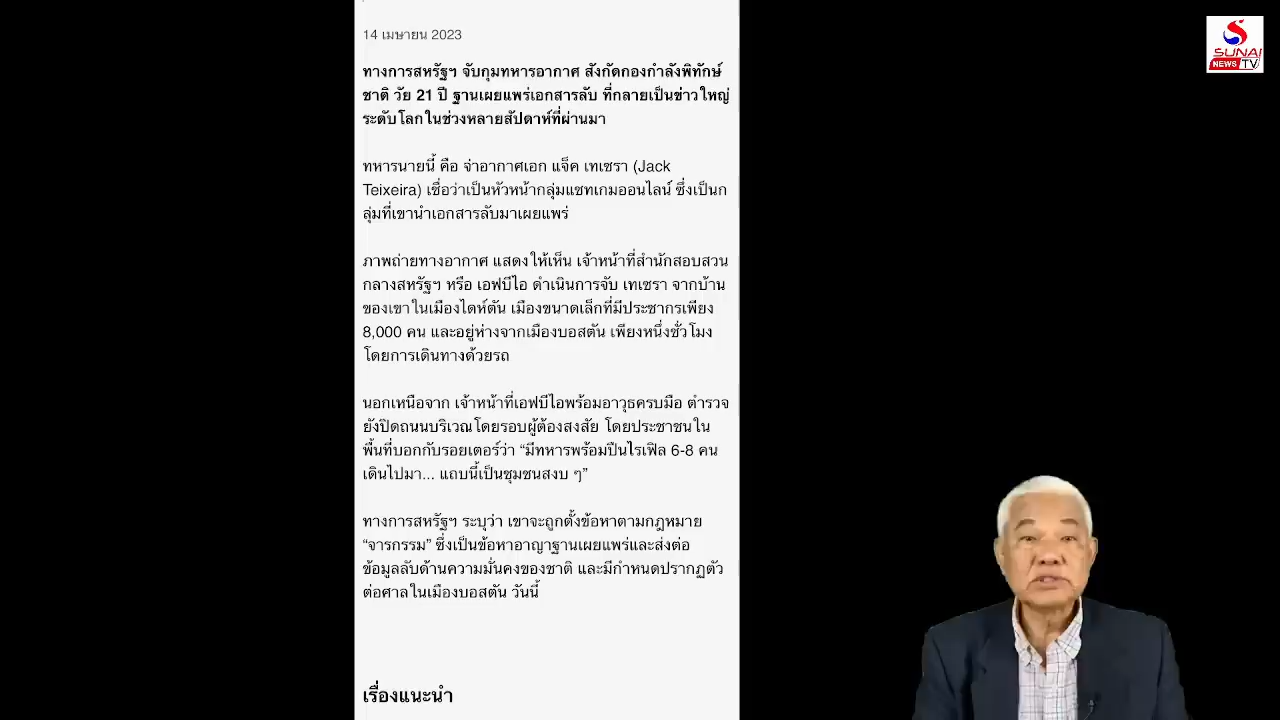 14 เมษายน 2023
ทางการสหรัฐฯ จับกุมทหารอากาศ สังกัดกองกำลังพิทักษ์
ชาติ วัย 21 ปี ฐานเผยแพร่เอกสารลับ ที่กลายเป็นข่าวใหญ่
ระดับโลกในช่วงหลายสัปดาห์ที่ผ่านมา
ทหารนายนี้ คือ จ่าอากาศเอก แจ็ค เทเซรา (Jack
Teixeira) เชื่อว่าเป็นหัวหน้ากลุ่มแชทเกมออนไลน์ ซึ่งเป็นก
ลุ่มที่เขานำเอกสารลับมาเผยแพร่
ภาพถ่ายทางอากาศ แสดงให้เห็น เจ้าหน้าที่สำนักสอบสวน
กลางสหรัฐฯ หรือ เอฟบีไอ ดำเนินการจับ เทเซรา จากบ้าน
ของเขาในเมืองไดห์ตัน เมืองขนาดเล็กที่มีประชากรเพียง
8,000 คน และอยู่ห่างจากเมืองบอสตัน เพียงหนึ่งชั่วโมง
โดยการเดินทางด้วยรถ
นอกเหนือจาก เจ้าหน้าที่เอฟบีไอพร้อมอาวุธครบมือ ตำรวจ
ยังปิดถนนบริเวณโดยรอบผู้ต้องสงสัย โดยประชาชนใน
พื้นที่บอกกับรอยเตอร์ว่า “มีทหารพร้อมปืนไรเฟิล 6-8 คน
เดินไปมา... แถบนี้เป็นชุมชนสงบ ๆ”
ทางการสหรัฐฯ ระบุว่า เขาจะถูกตั้งข้อหาตามกฎหมาย
“จารกรรม” ซึ่งเป็นข้อหาอาญาฐานเผยแพร่และส่งต่อ
ข้อมูลลับด้านความมั่นคงของชาติ และมีกำหนดปรากฏตัว
ต่อศาลในเมืองบอสตัน วันนี้
เรื่องแนะนำ
SUNAI
NEWS TV